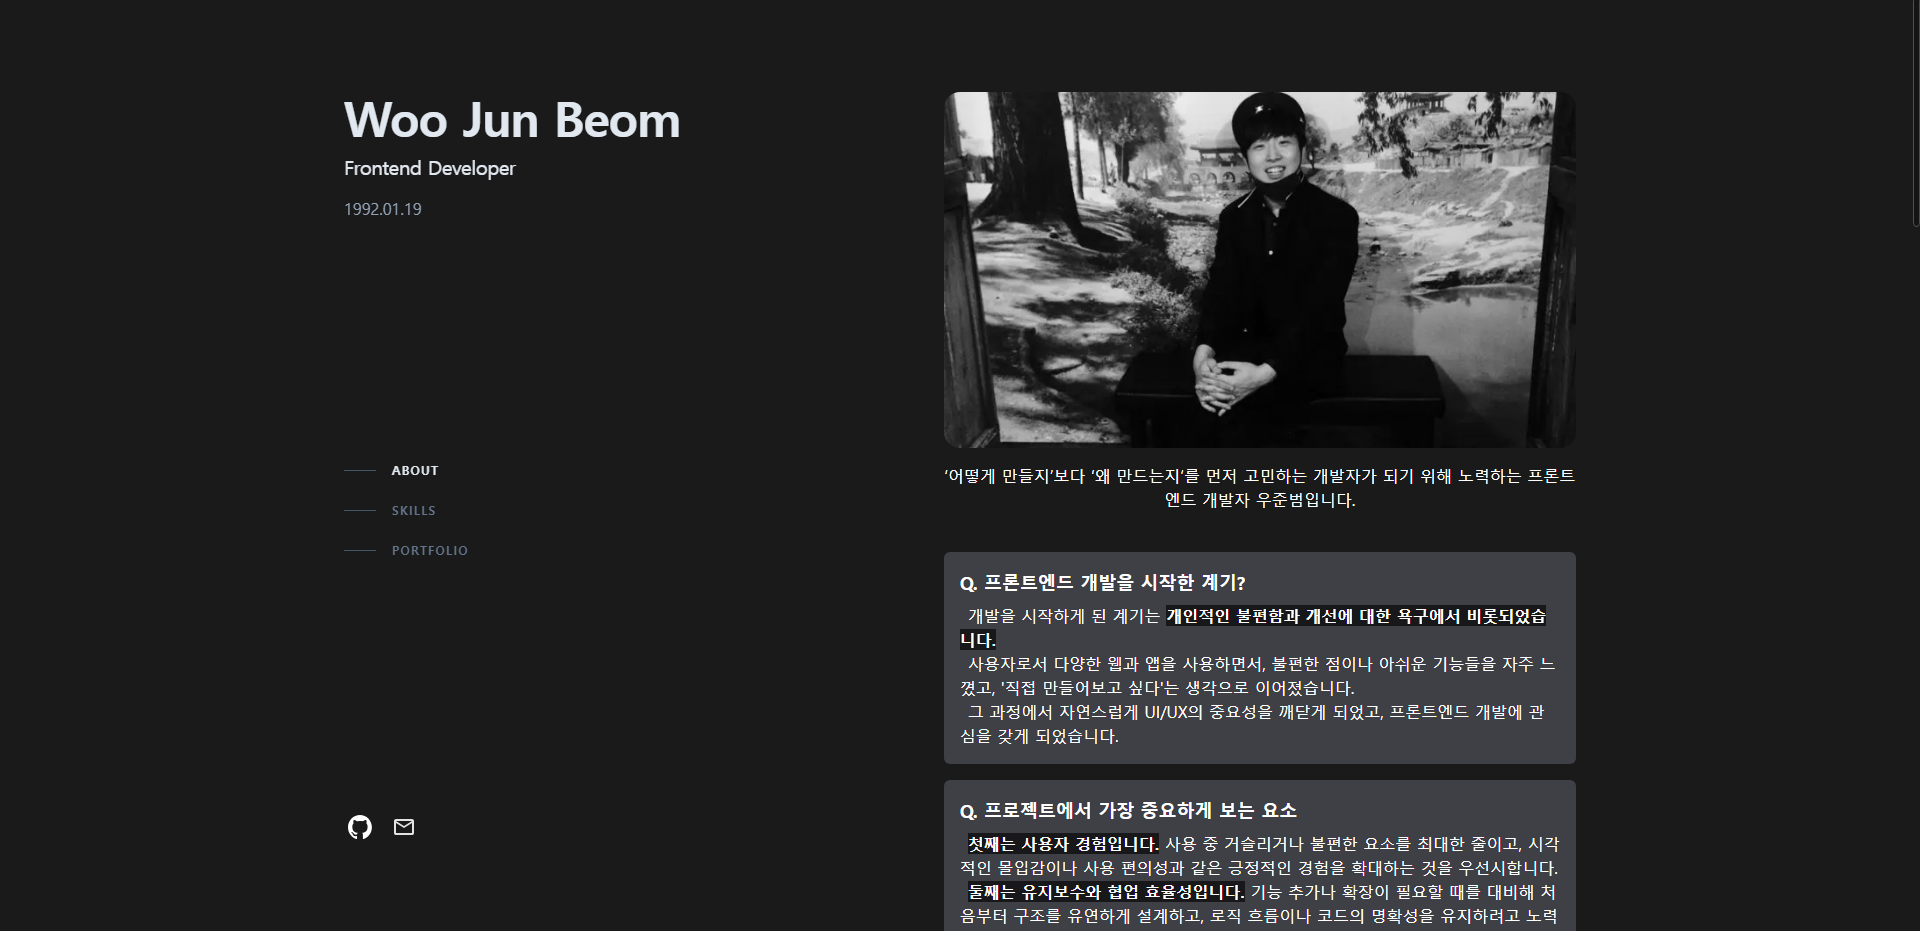 Woo Jun Beom
Frontend Developer
1992.01.19
ABOUT
SKILLS
PORTFOLIO
‘어떻게 만들지’보다 ‘왜 만드는지‘를 먼저 고민하는 개발자가 되기 위해 노력하는 프론트
엔드 개발자 우준범입니다.
Q. 프론트엔드 개발을 시작한 계기?
개발을 시작하게 된 계기는 개인적인 불편함과 개선에 대한 욕구에서 비롯되었습
니다.
사용자로서 다양한 웹과 앱을 사용하면서, 불편한 점이나 아쉬운 기능들을 자주 느
꼈고, '직접 만들어보고 싶다'는 생각으로 이어졌습니다.
그 과정에서 자연스럽게 UI/UX의 중요성을 깨닫게 되었고, 프론트엔드 개발에 관
심을 갖게 되었습니다.
Q. 프로젝트에서 가장 중요하게 보는 요소
첫째는 사용자 경험입니다. 사용 중 거슬리거나 불편한 요소를 최대한 줄이고, 시각
적인 몰입감이나 사용 편의성과 같은 긍정적인 경험을 확대하는 것을 우선시합니다.
둘째는 유지보수와 협업 효율성입니다. 기능 추가나 확장이 필요할 때를 대비해 처
음부터 구조를 유연하게 설계하고, 로직 흐름이나 코드의 명확성을 유지하려고 노력